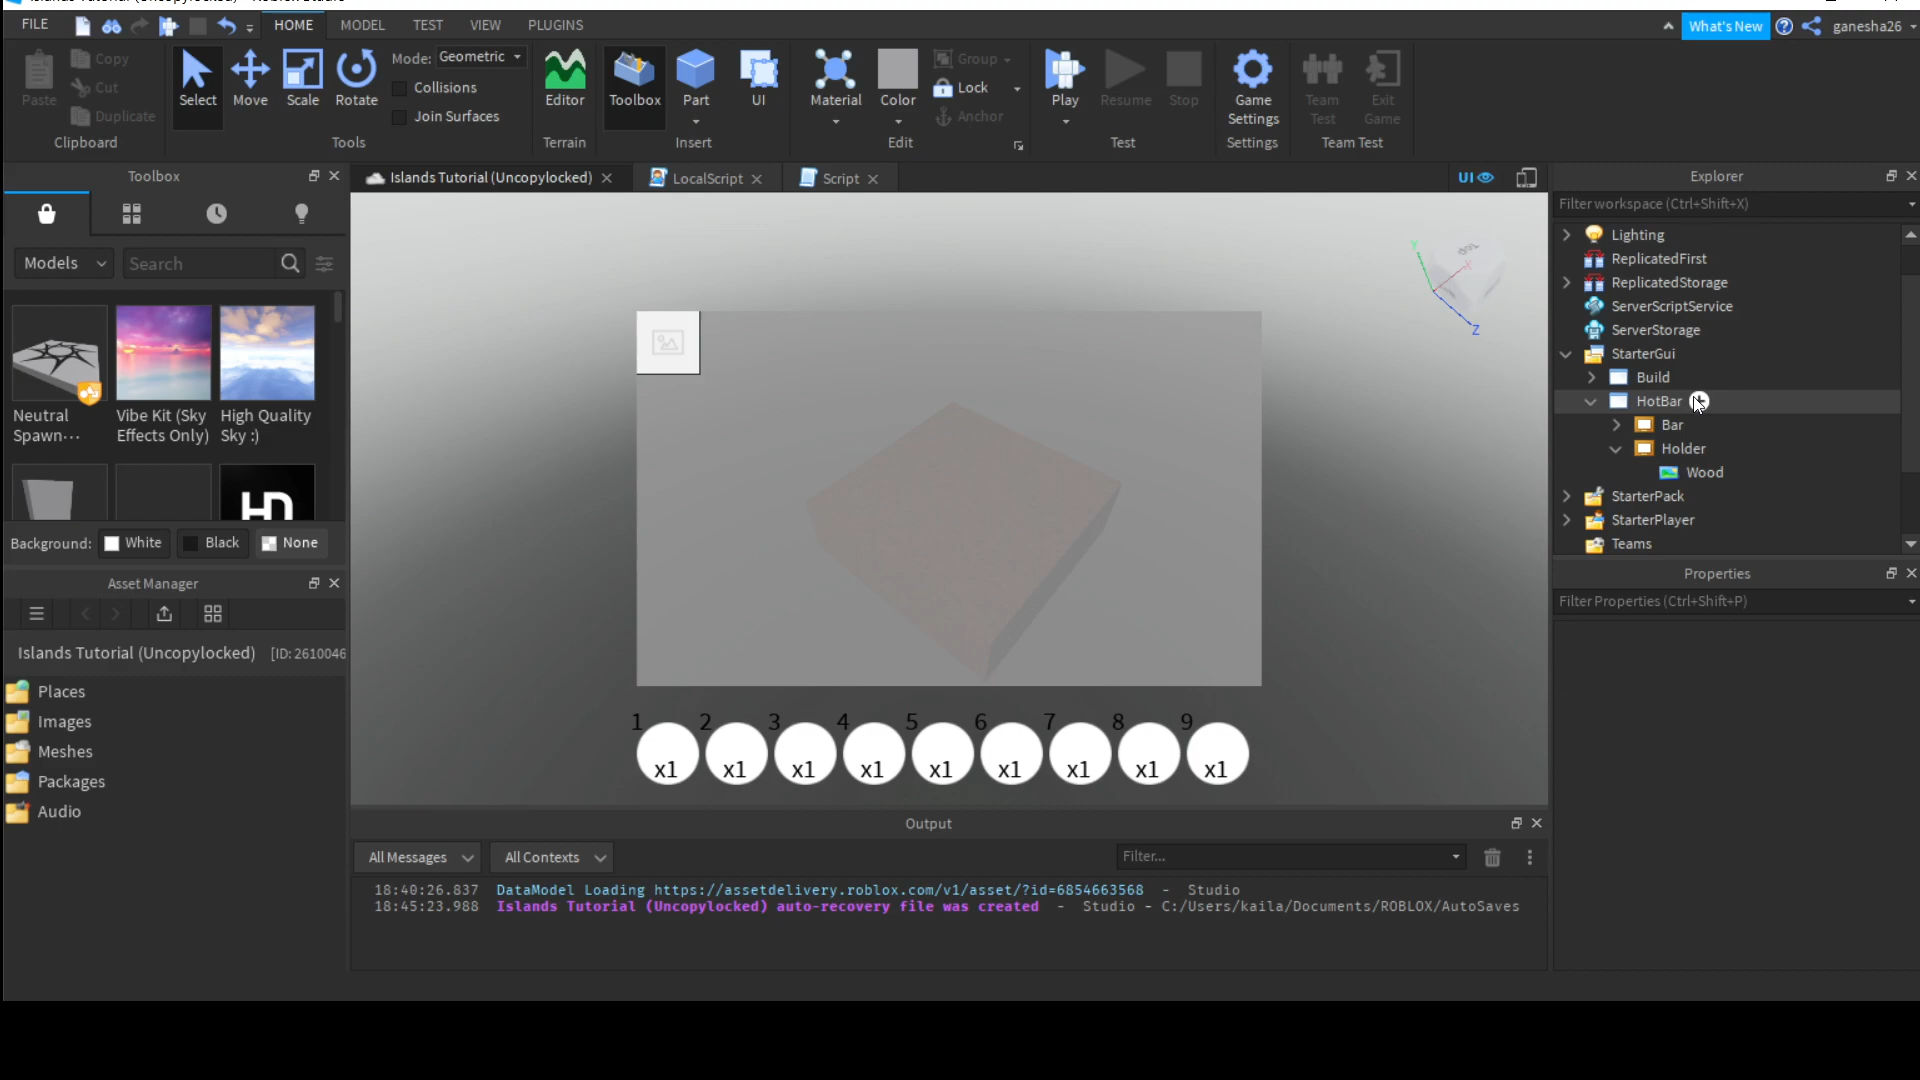 FILE HOME MODEL TEST VIEW PLUGINS What's New ganesha26
Paste Copy Cut Duplicate Clipboard
Select Move Scale Rotate Mode: Geometric Collisions Join Surfaces Tools
Editor Terrain
Toolbox Part UI Insert
Material Color Group Lock Anchor Edit
Play Resume Stop Test
Game Settings Settings
Team Test Exit Game Team Test
Toolbox
Islands Tutorial (Uncopylocked) LocalScript Script UI
Models Search
Neutral Spawn...
Vibe Kit (Sky Effects Only)
High Quality Sky :)
HD
Background: White Black None
Asset Manager
Islands Tutorial (Uncopylocked) [ID: 2610046
Places
Images
Meshes
Packages
Audio
Y X Z
1 2 3 4 5 6 7 8 9
x1 x1 x1 x1 x1 x1 x1 x1 x1
Output
All Messages All Contexts Filter...
18:40:26.837 DataModel Loading https://assetdelivery.roblox.com/v1/asset/?id=6854663568 - Studio
18:45:23.988 Islands Tutorial (Uncopylocked) auto-recovery file was created - Studio - C:/Users/kaila/Documents/ROBLOX/AutoSaves
Explorer
Filter workspace (Ctrl+Shift+X)
Lighting
ReplicatedFirst
ReplicatedStorage
ServerScriptService
ServerStorage
StarterGui
Build
HotBar
Bar
Holder
Wood
StarterPack
StarterPlayer
Teams
Properties
Filter Properties (Ctrl+Shift+P)